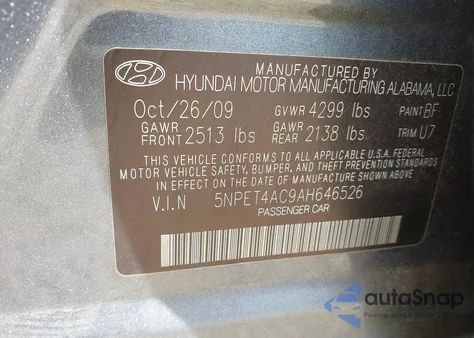 MANUFACTURED BY
HYUNDAI MOTOR MANUFACTURING ALABAMA, LLC
Oct/26/09 GVWR 4299 lbs PAINT BF
GAWR FRONT 2513 lbs GAWR REAR 2138 lbs. TRIM U7
THIS VEHICLE CONFORMS TO ALL APPLICABLE U.S.A. FEDERAL
MOTOR VEHICLE SAFETY, BUMPER, AND THEFT PREVENTION STANDARDS
IN EFFECT ON THE DATE OF MANUFACTURE SHOWN ABOVE.
V.I.N 5NPET4AC9AH646526
PASSENGER CAR
autoSnap